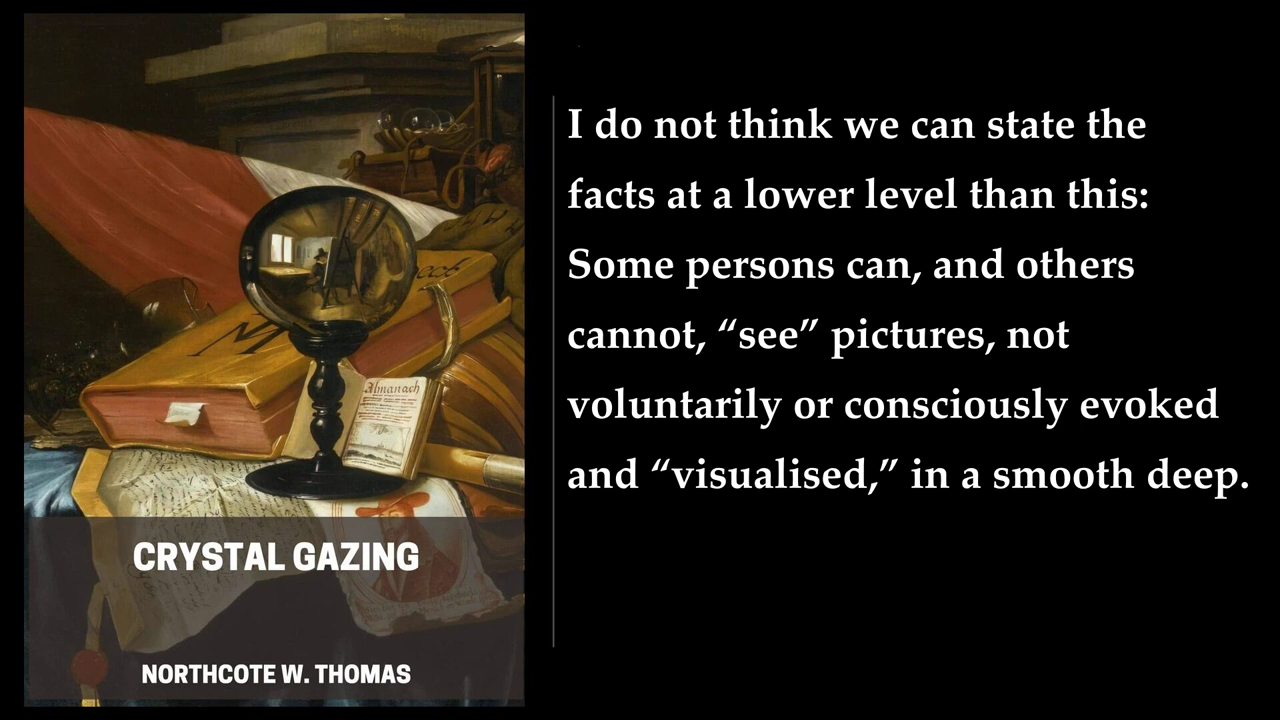 I do not think we can state the
facts at a lower level than this:
Some persons can, and others
cannot, “see” pictures, not
voluntarily or consciously evoked
and “visualised,” in a smooth deep.
M
Almanach
CRYSTAL GAZING
NORTHCOTE W. THOMAS